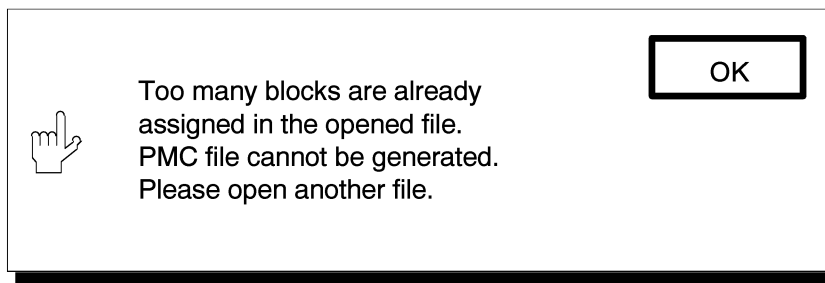 Too many blocks are already
assigned in the opened file.
PMC file cannot be generated.
Please open another file.
OK